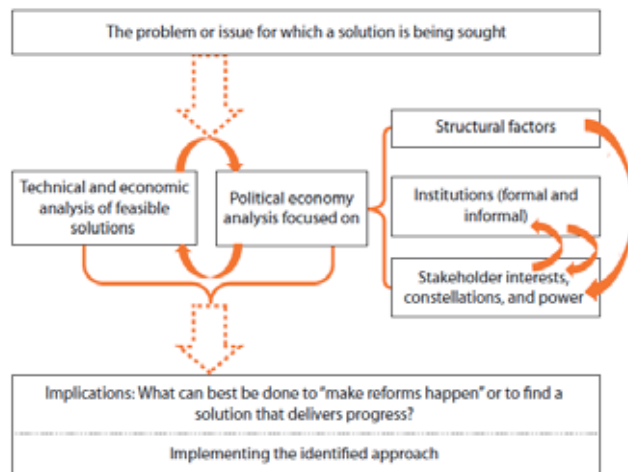 The problem or issue for which a solution is being sought
Technical and economic
analysis of feasible
solutions
Political economy
analysis focused on
Structural factors
Institutions (formal and
informal)
Stakeholder interests,
constellations, and power
Implications: What can best be done to “make reforms happen” or to find a
solution that delivers progress?
Implementing the identified approach